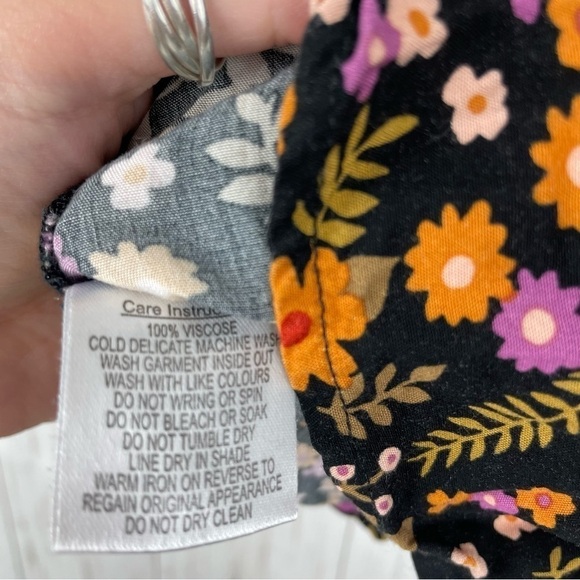 Care Instruc
100% VISCOSE
COLD DELICATE MACHINE WASH
WASH GARMENT INSIDE OUT
WASH WITH LIKE COLOURS
DO NOT WRING OR SPIN
DO NOT BLEACH OR SOAK
DO NOT TUMBLE DRY
LINE DRY IN SHADE
WARM IRON ON REVERSE TO
REGAIN ORIGINAL APPEARANCE
DO NOT DRY CLEAN